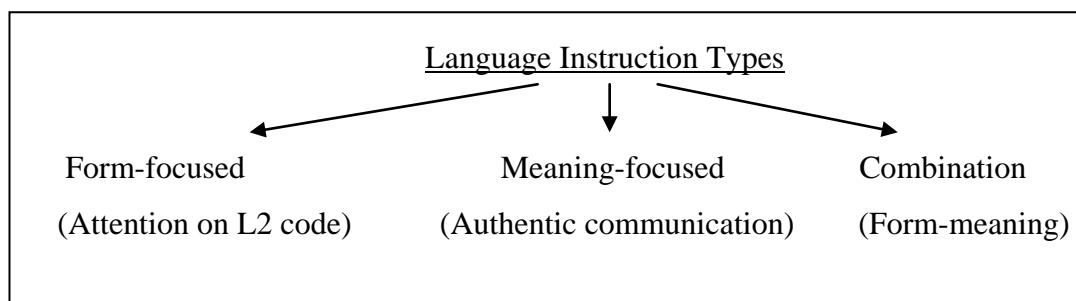 Language Instruction Types
Form-focused Meaning-focused Combination
(Attention on L2 code) (Authentic communication) (Form-meaning)